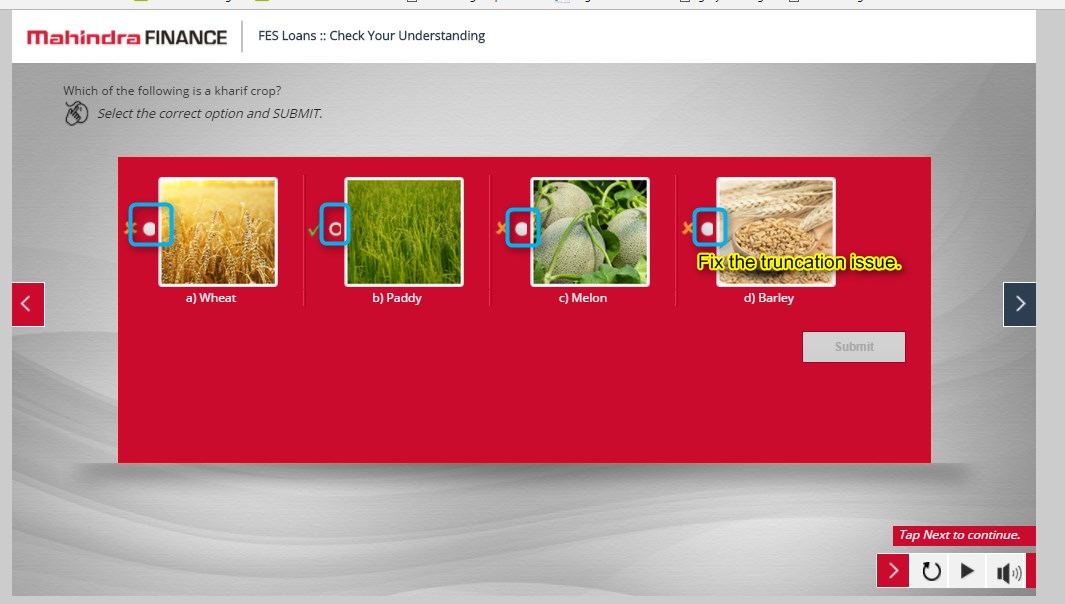 Mahindra FINANCE
FES Loans :: Check Your Understanding
Which of the following is a kharif crop?
Select the correct option and SUBMIT.
Fix the truncation issue.
a) Wheat
b) Paddy
c) Melon
d) Barley
Submit
Tap Next to continue.